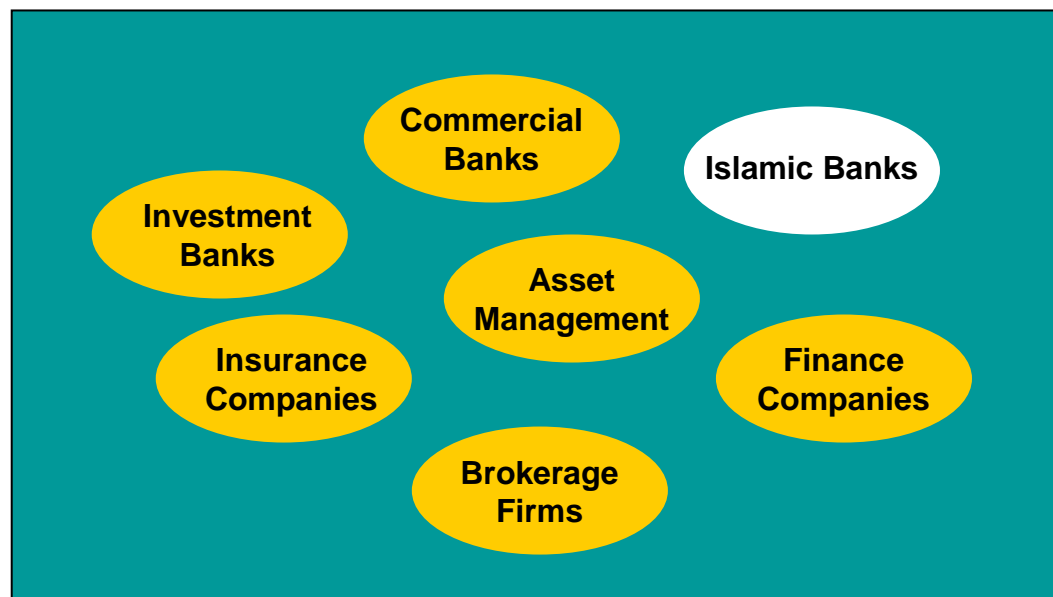 Commercial
Banks
Islamic Banks
Investment
Banks
Asset
Management
Insurance
Companies
Finance
Companies
Brokerage
Firms